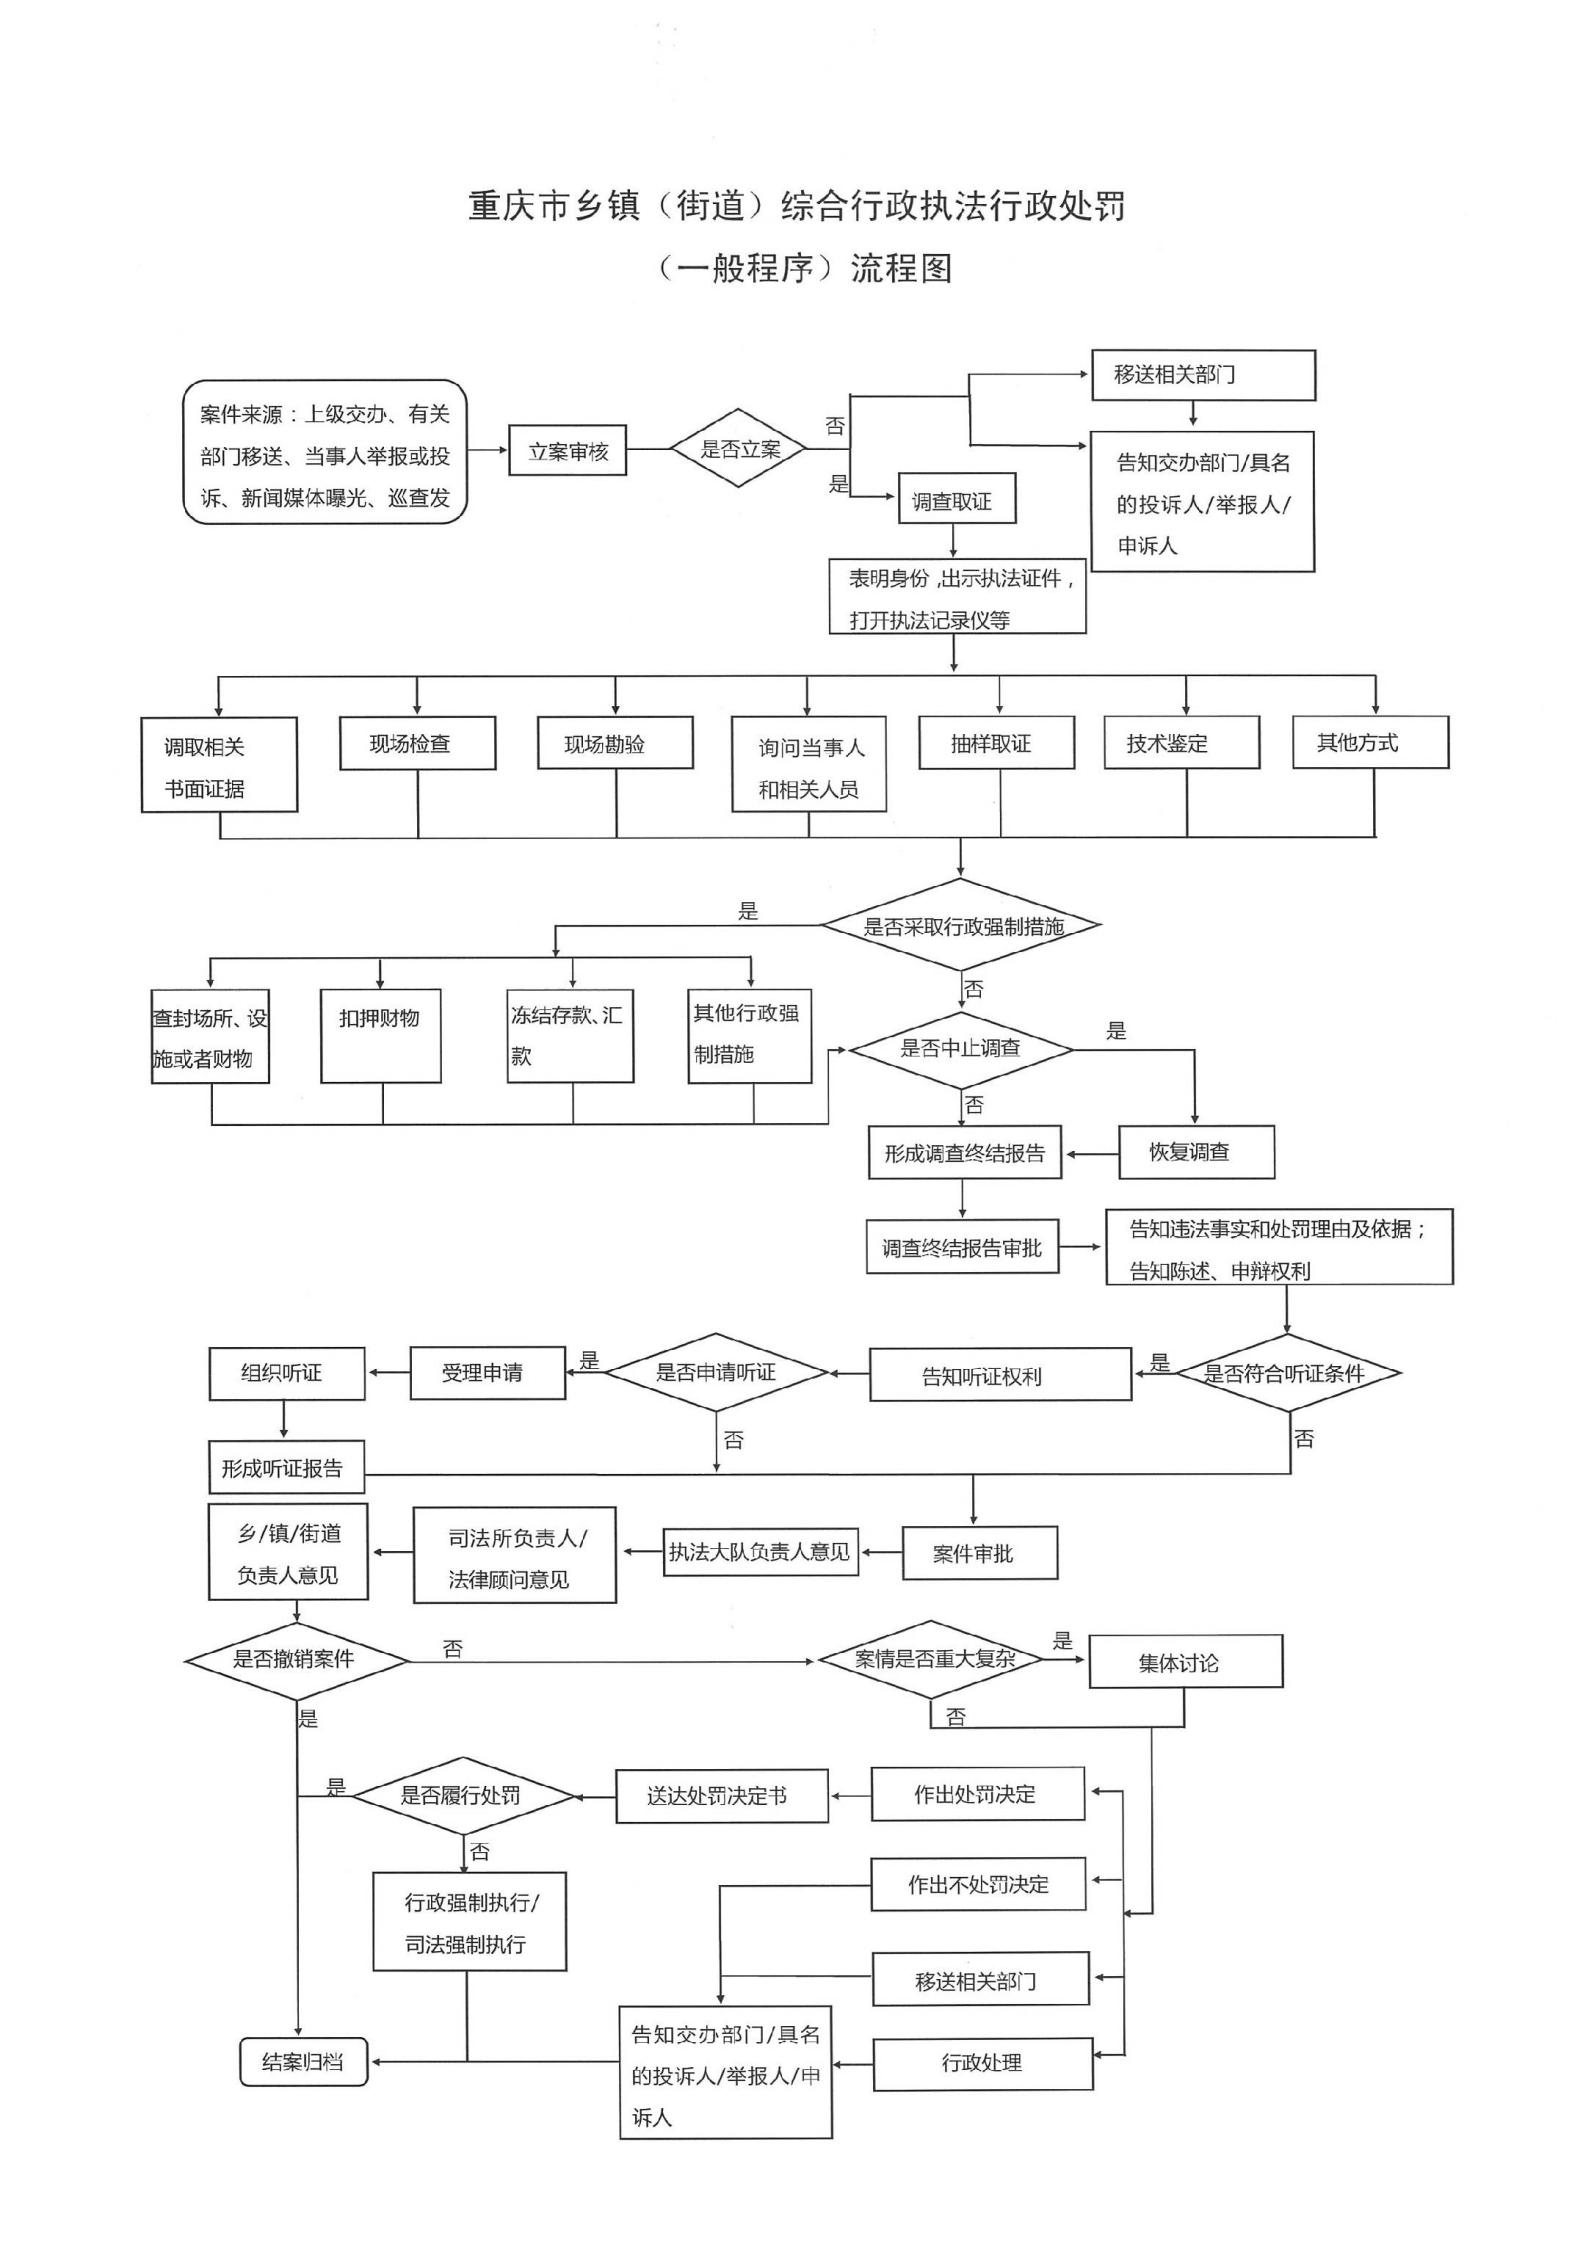 重庆市乡镇（街道）综合行政执法行政处罚
（一般程序）流程图
案件来源：上级交办、有关
部门移送、当事人举报或投
诉、新闻媒体曝光、巡查发
立案审核
是否立案
否
是
移送相关部门
告知交办部门/具名
的投诉人/举报人/
申诉人
调查取证
表明身份,出示执法证件，
打开执法记录仪等
调取相关
书面证据
现场检查
现场勘验
询问当事人
和相关人员
抽样取证
技术鉴定
其他方式
是否采取行政强制措施
是
否
查封场所、设
施或者财物
扣押财物
冻结存款、汇
款
其他行政强
制措施
是否中止调查
是
否
形成调查终结报告
恢复调查
调查终结报告审批
告知违法事实和处罚理由及依据；
告知陈述、申辩权利
组织听证
受理申请
是
是否申请听证
告知听证权利
是
是否符合听证条件
否
否
形成听证报告
乡/镇/街道
负责人意见
司法所负责人/
法律顾问意见
执法大队负责人意见
案件审批
是否撤销案件
否
案情是否重大复杂
是
集体讨论
是
否
是
是否履行处罚
送达处罚决定书
作出处罚决定
否
行政强制执行/
司法强制执行
作出不处罚决定
移送相关部门
结案归档
告知交办部门/具名
的投诉人/举报人/申
诉人
行政处理